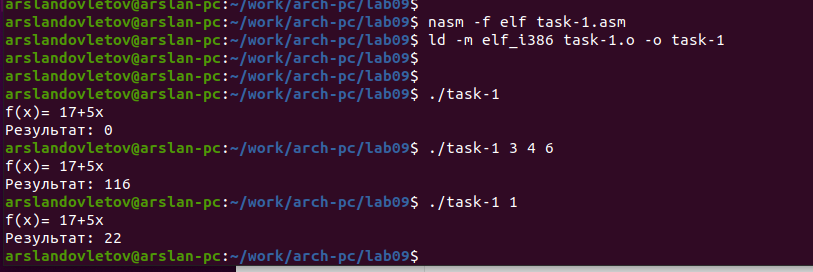 arslandovletov@arslan-pc:~/work/arch-pc/lab09$
arslandovletov@arslan-pc:~/work/arch-pc/lab09$ nasm -f elf task-1.asm
arslandovletov@arslan-pc:~/work/arch-pc/lab09$ ld -m elf_i386 task-1.o -o task-1
arslandovletov@arslan-pc:~/work/arch-pc/lab09$
arslandovletov@arslan-pc:~/work/arch-pc/lab09$
arslandovletov@arslan-pc:~/work/arch-pc/lab09$ ./task-1
f(x)= 17+5x
Результат: 0
arslandovletov@arslan-pc:~/work/arch-pc/lab09$ ./task-1 3 4 6
f(x)= 17+5x
Результат: 116
arslandovletov@arslan-pc:~/work/arch-pc/lab09$ ./task-1 1
f(x)= 17+5x
Результат: 22
arslandovletov@arslan-pc:~/work/arch-pc/lab09$